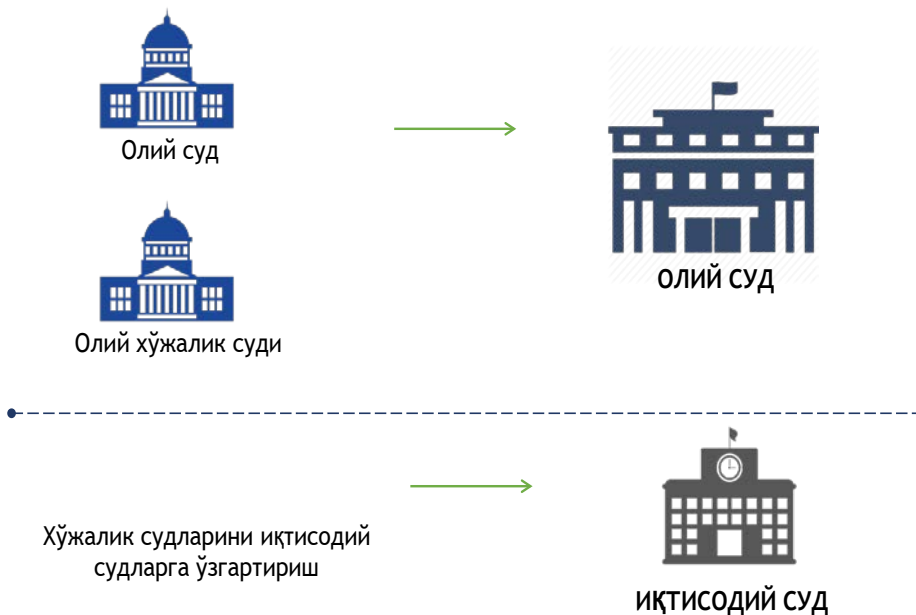 Олий суд
ОЛИЙ СУД
Олий хўжалик суди
Хўжалик судларини иқтисодий
судларга ўзгартириш
ИҚТИСОДИЙ СУД